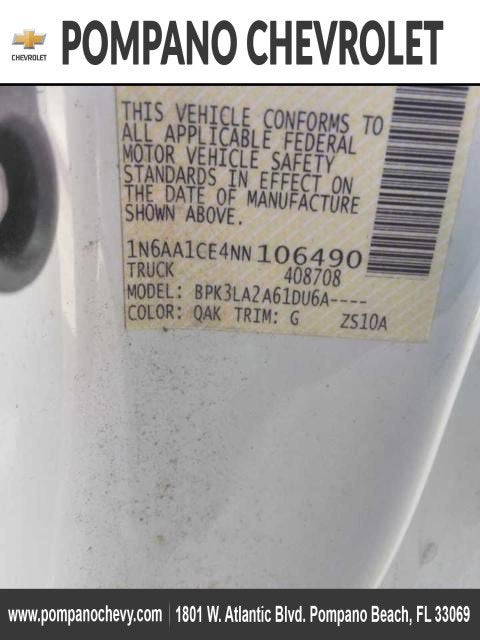 CHEVROLET
POMPANO CHEVROLET
THIS VEHICLE CONFORMS TO
ALL APPLICABLE FEDERAL
MOTOR VEHICLE SAFETY
STANDARDS IN EFFECT ON
THE DATE OF MANUFACTURE
SHOWN ABOVE.
1N6AA1CE4NN 106490
TRUCK 408708
MODEL: BPK3LA2A61DU6A----
COLOR: QAK TRIM: G ZS10A
www.pompanochevy.com 1801 W. Atlantic Blvd. Pompano Beach, FL 33069